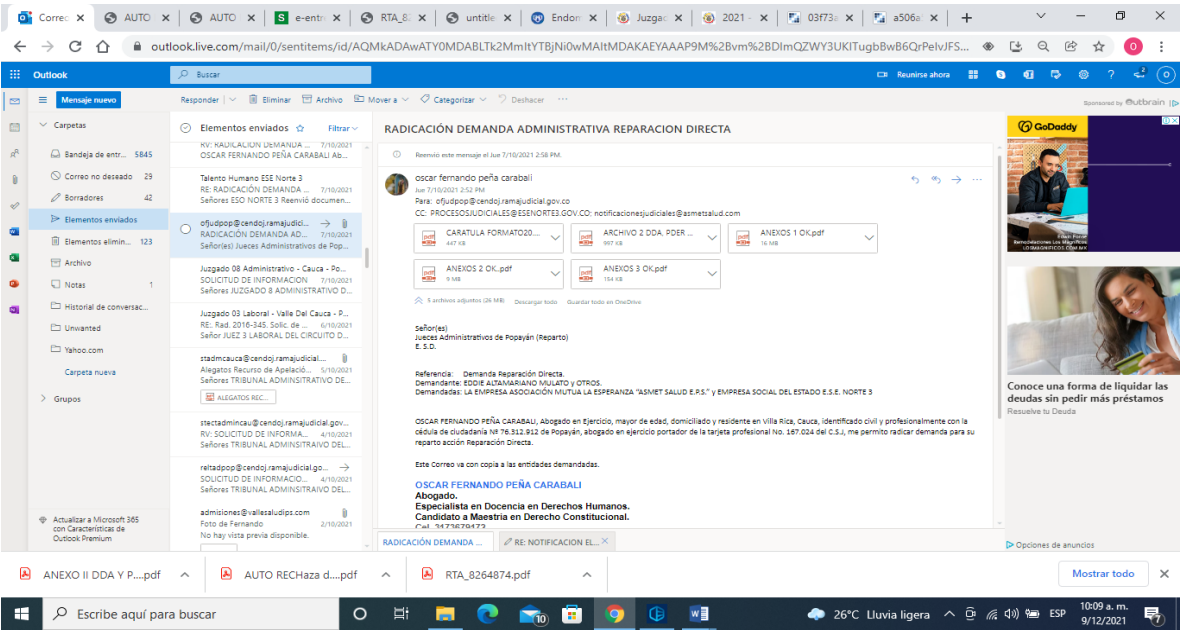 Correc
AUTO
AUTO
e-entr
RTA_8
untitle
Endom
Juzgac
2021 -
03f73a
a506a
outlook.live.com/mail/0/sentitems/id/AQMkADAwATY0MDABLTk2MmItYTBjNi0wMAItMDAKAEYAAAP9M%2Bvm%2BDImQZWY3UKITugbBwB6QrPelvJFS...
Outlook
Buscar
Reunirse ahora
Mensaje nuevo
Responder
Eliminar
Archivo
Mover a
Categorizar
Deshacer
Sponsored by Outbrain
Carpetas
Bandeja de entr... 5845
Correo no deseado 29
Borradores 42
Elementos enviados
Elementos elimin... 123
Archivo
Notas 1
Historial de conversac...
Unwanted
Yahoo.com
Carpeta nueva
Grupos
Actualizar a Microsoft 365
con Características de
Outlook Premium
Elementos enviados
Filtrar
RV: RADICACION DEMANDA ... 7/10/2021
OSCAR FERNANDO PEÑA CARABALI Ab...
Talento Humano ESE Norte 3
RE: RADICACIÓN DEMANDA ... 7/10/2021
Señores ESO NORTE 3 Reenvió documen...
ofjudpop@cendoj.ramajudici...
RADICACIÓN DEMANDA AD... 7/10/2021
Señor(es) Jueces Administrativos de Pop...
Juzgado 08 Administrativo - Cauca - Po...
SOLICITUD DE INFORMACION 7/10/2021
Señores JUZGADO 8 ADMINISTRATIVO D...
Juzgado 03 Laboral - Valle Del Cauca - P...
RE: Rad. 2016-345. Solic. de ... 6/10/2021
Señor JUEZ 3 LABORAL DEL CIRCUITO D...
stadmcauca@cendoj.ramajudicial....
Alegatos Recurso de Apelació... 5/10/2021
Señores TRIBUNAL ADMINSITRATIVO DE...
ALEGATOS REC...
stectadmincau@cendoj.ramajudicial.gov...
RV: SOLICTUD DE INFORMA... 4/10/2021
Señores TRIBUNAL ADMINSITRAIVO DEL...
reltadpop@cendoj.ramajudicial.go...
SOLICITUD DE INFORMACIO... 4/10/2021
Señores TRIBUNAL ADMINSITRAIVO DEL...
admisiones@vallesaludips.com
Foto de Fernando 2/10/2021
No hay vista previa disponible.
RADICACIÓN DEMANDA ADMINISTRATIVA REPARACION DIRECTA
Reenvió este mensaje el Jue 7/10/2021 2:58 PM.
oscar fernando peña carabali
Jue 7/10/2021 2:52 PM
Para: ofjudpop@cendoj.ramajudicial.gov.co
CC: PROCESOSJUDICIALES@ESENORTE3.GOV.CO; notificacionesjudiciales@asmetsalud.com
CARATULA FORMATO20...
447 KB
ARCHIVO 2 DDA, PDER ...
997 KB
ANEXOS 1 OK.pdf
16 MB
ANEXOS 2 OK..pdf
9 MB
ANEXOS 3 OK.pdf
154 KB
5 archivos adjuntos (26 MB) Descargar todo Guardar todo en OneDrive
Señor(es)
Jueces Administrativos de Popayán (Reparto)
E. S.D.
Referencia: Demanda Reparación Directa.
Demandante: EDDIE ALTAMARIANO MULATO y OTROS.
Demandadas: LA EMPRESA ASOCIACIÓN MUTUA LA ESPERANZA "ASMET SALUD E.P.S." y EMPRESA SOCIAL DEL ESTADO E.S.E. NORTE 3
OSCAR FERNANDO PEÑA CARABALI, Abogado en Ejercicio, mayor de edad, domiciliado y residente en Villa Rica, Cauca, identificado civil y profesionalmente con la
cédula de ciudadanía Nº 76.312.912 de Popayán, abogado en ejercicio portador de la tarjeta profesional No. 167.024 del C.S.J, me permito radicar demanda para su
reparto acción Reparación Directa.
Este Correo va con copia a las entidades demandadas.
OSCAR FERNANDO PEÑA CARABALI
Abogado.
Especialista en Docencia en Derechos Humanos.
Candidato a Maestria en Derecho Constitucional.
RADICACIÓN DEMANDA ...
RE: NOTIFICACION EL...
GoDaddy
Conoce una forma de liquidar las
deudas sin pedir más préstamos
Resuelve tu Deuda
Opciones de anuncios
ANEXO II DDA Y P....pdf
AUTO RECHaza d....pdf
RTA_8264874.pdf
Mostrar todo
Escribe aquí para buscar
26°C Lluvia ligera
ESP
10:09 a. m.
9/12/2021